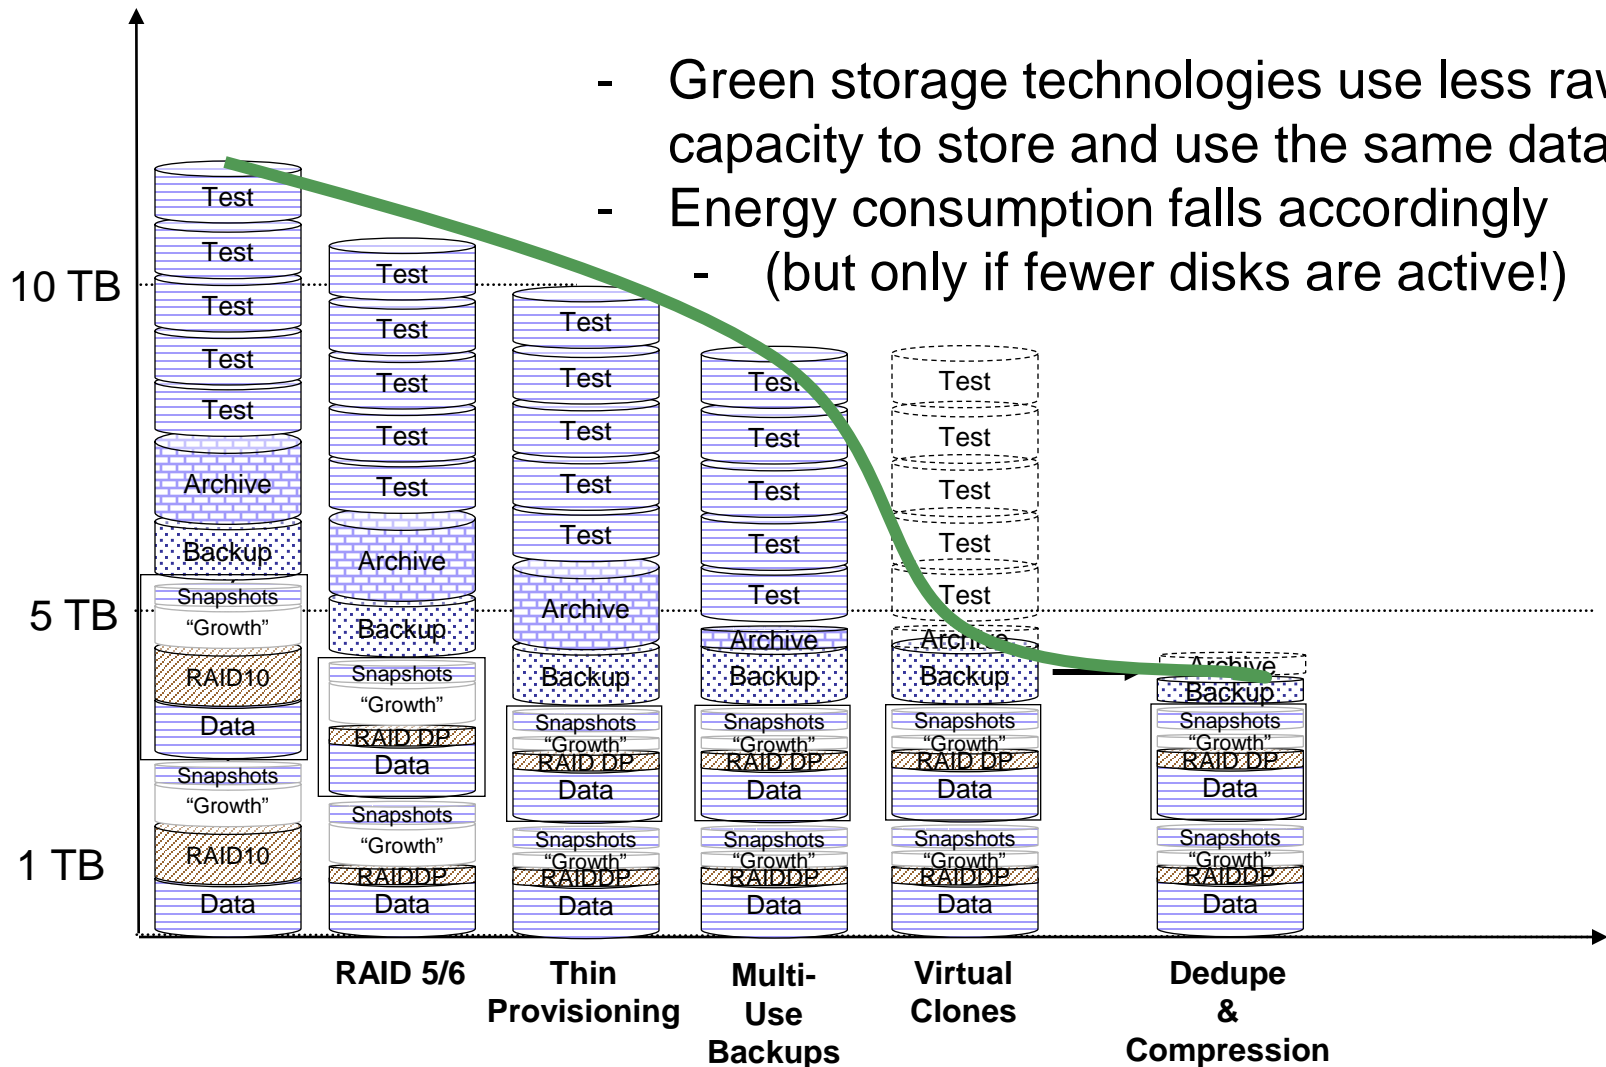 - Green storage technologies use less raw
capacity to store and use the same data
- Energy consumption falls accordingly
- (but only if fewer disks are active!)
10 TB
5 TB
1 TB
Test
Test
Test
Test
Test
Archive
Backup
Snapshots
“Growth”
RAID10
Data
Snapshots
“Growth”
RAID10
Data
Test
Test
Test
Test
Test
Archive
Backup
Snapshots
“Growth”
RAID DP
Data
Snapshots
“Growth”
RAIDDP
Data
Test
Test
Test
Test
Test
Archive
Backup
Snapshots
“Growth”
RAID DP
Data
Snapshots
“Growth”
RAIDDP
Data
Test
Test
Test
Test
Test
Archive
Backup
Snapshots
“Growth”
RAID DP
Data
Snapshots
“Growth”
RAIDDP
Data
Test
Test
Test
Test
Test
Archive
Backup
Snapshots
“Growth”
RAID DP
Data
Snapshots
“Growth”
RAIDDP
Data
Archive
Backup
Snapshots
“Growth”
RAID DP
Data
Snapshots
“Growth”
RAIDDP
Data
RAID 5/6
Thin
Provisioning
Multi-
Use
Backups
Virtual
Clones
Dedupe
&
Compression